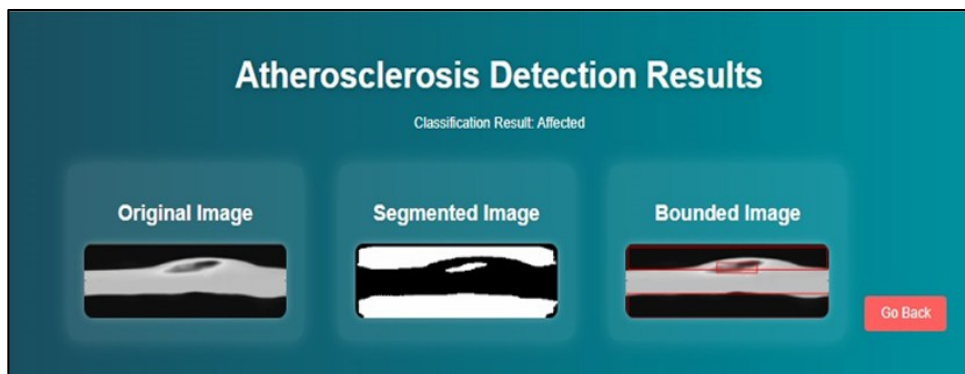 Atherosclerosis Detection Results
Classification Result: Affected
Original Image
Segmented Image
Bounded Image
Go Back